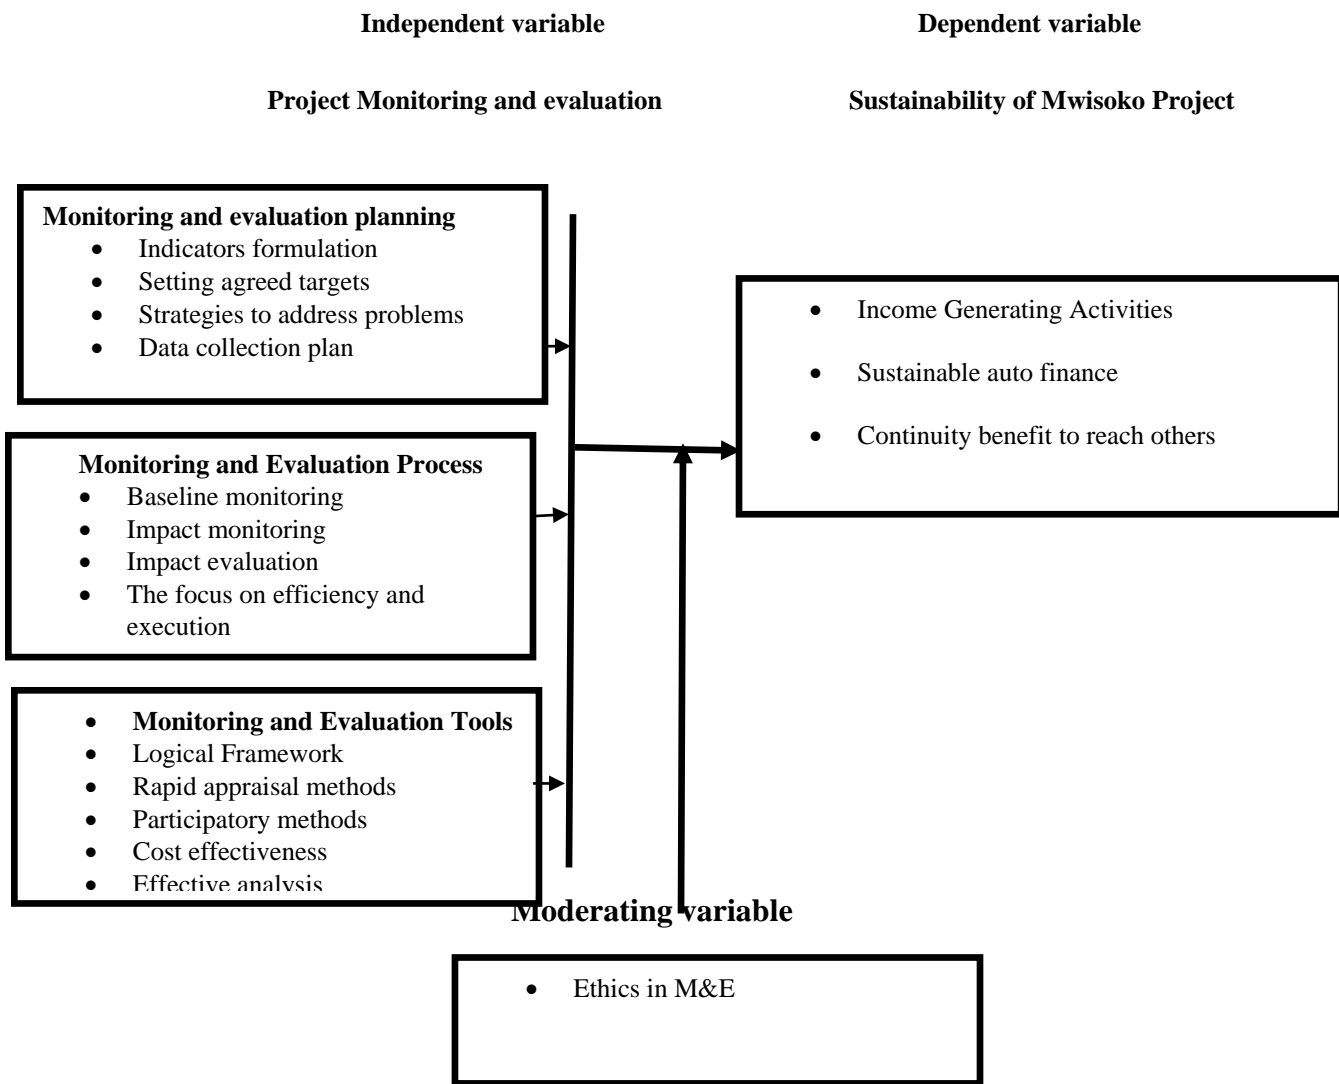 Independent variable
Dependent variable
Project Monitoring and evaluation
Sustainability of Mwisoko Project
Monitoring and evaluation planning
• Indicators formulation
• Setting agreed targets
• Strategies to address problems
• Data collection plan
Monitoring and Evaluation Process
• Baseline monitoring
• Impact monitoring
• Impact evaluation
• The focus on efficiency and
execution
• Monitoring and Evaluation Tools
• Logical Framework
• Rapid appraisal methods
• Participatory methods
• Cost effectiveness
• Effective analysis
• Income Generating Activities
• Sustainable auto finance
• Continuity benefit to reach others
Moderating variable
• Ethics in M&E